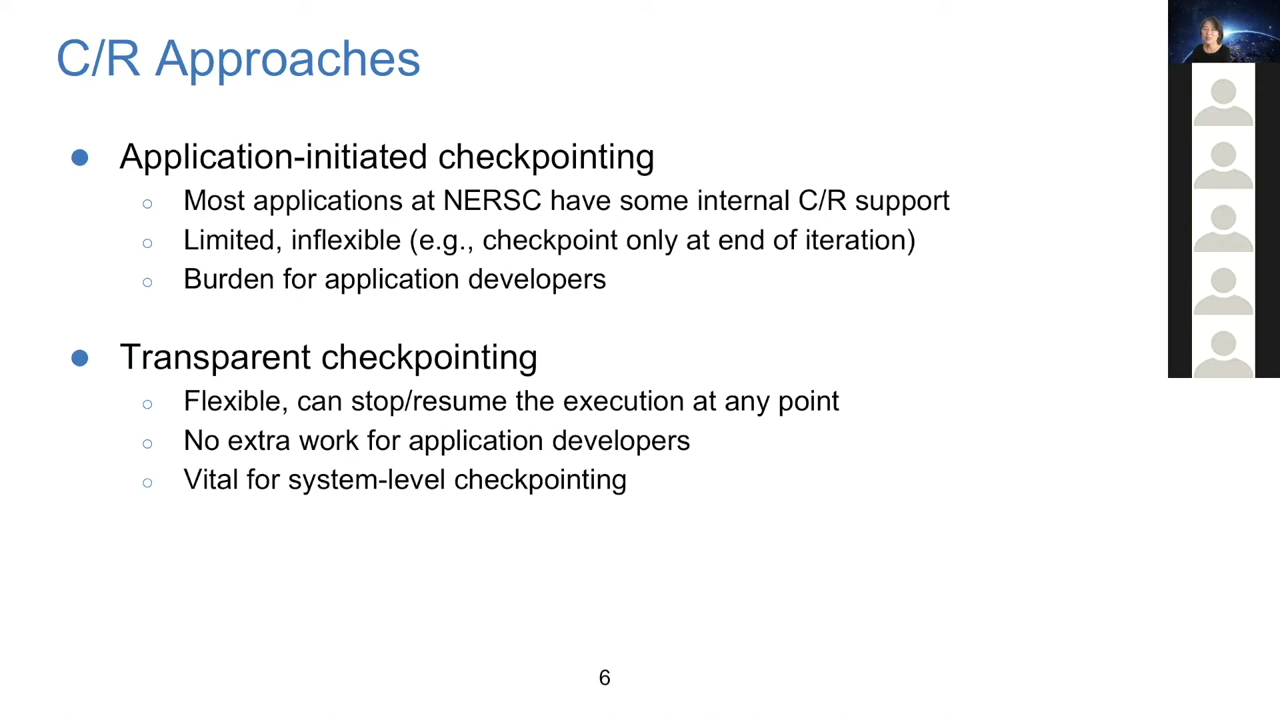 C/R Approaches
● Application-initiated checkpointing
○ Most applications at NERSC have some internal C/R support
○ Limited, inflexible (e.g., checkpoint only at end of iteration)
○ Burden for application developers
● Transparent checkpointing
○ Flexible, can stop/resume the execution at any point
○ No extra work for application developers
○ Vital for system-level checkpointing
6